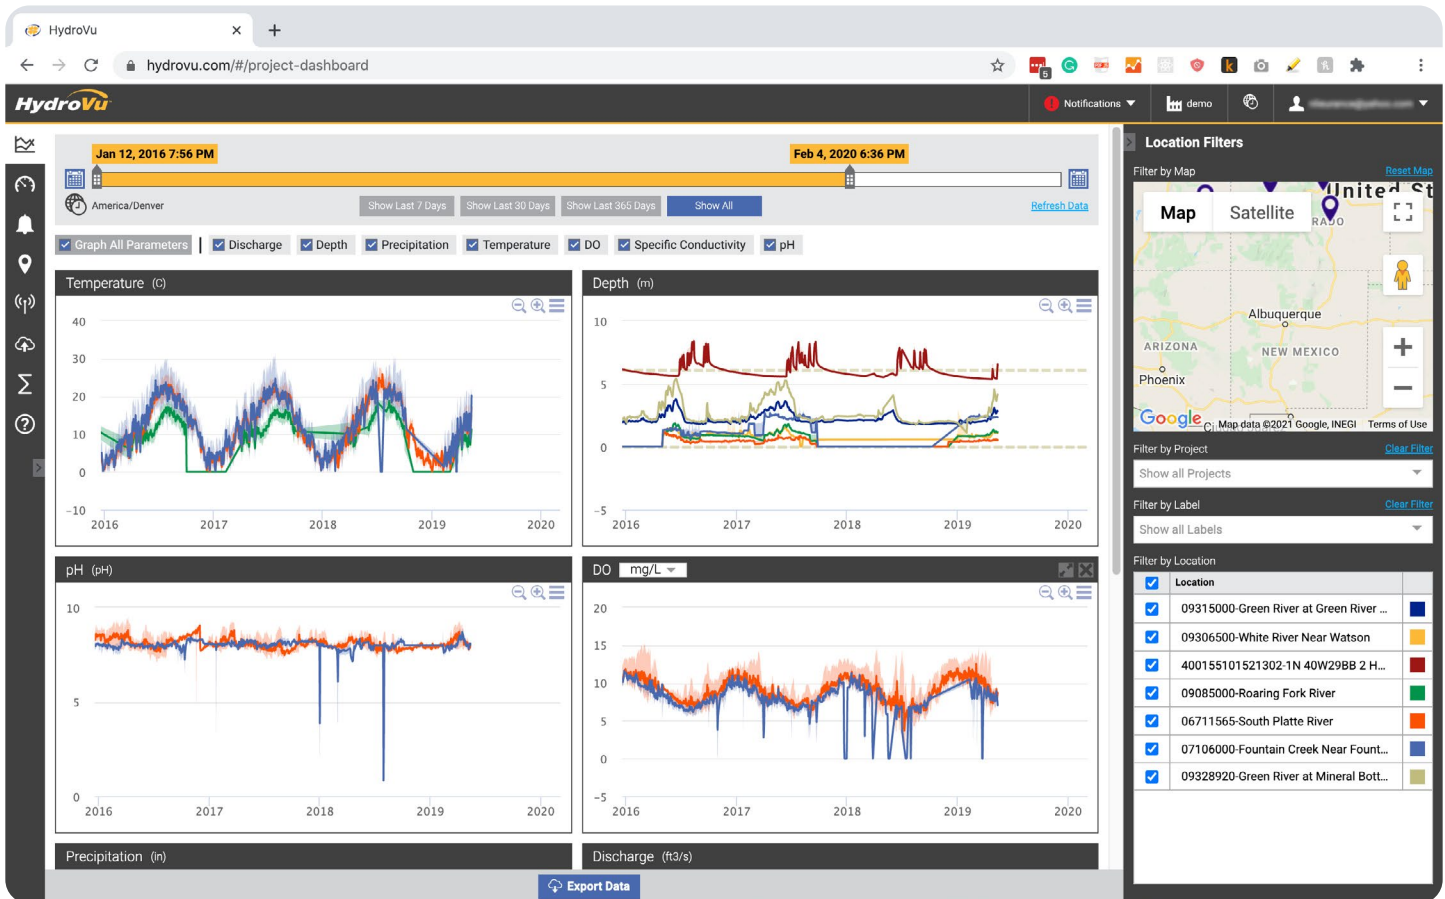 HydroVu
hydrovu.com/#/project-dashboard
5
HydroVu
Notifications
demo
Jan 12, 2016 7:56 PM
Feb 4, 2020 6:36 PM
America/Denver
Show Last 7 Days
Show Last 30 Days
Show Last 365 Days
Show All
Refresh Data
Graph All Parameters
Discharge
Depth
Precipitation
Temperature
DO
Specific Conductivity
pH
Temperature (C)
40
30
20
10
0
-10
2016 2017 2018 2019 2020
Depth (m)
10
5
0
-5
2016 2017 2018 2019 2020
pH (pH)
10
5
0
2016 2017 2018 2019 2020
DO mg/L
20
15
10
5
0
-5
2016 2017 2018 2019 2020
Precipitation (in)
Discharge (ft3/s)
Export Data
Location Filters
Filter by Map
Reset Map
Map
Satellite
United St
RADO
Albuquerque
ARIZONA
NEW MEXICO
Phoenix
Google
Map data ©2021 Google, INEGI
Terms of Use
Filter by Project
Clear Filter
Show all Projects
Filter by Label
Clear Filter
Show all Labels
Filter by Location
Location
09315000-Green River at Green River ...
09306500-White River Near Watson
400155101521302-1N 40W29BB 2 H...
09085000-Roaring Fork River
06711565-South Platte River
07106000-Fountain Creek Near Fount...
09328920-Green River at Mineral Bott...